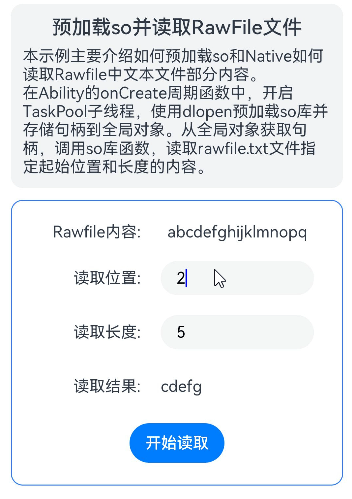 预加载so并读取RawFile文件
本示例主要介绍如何预加载so和Native如何
读取Rawfile中文本文件部分内容。
在Ability的onCreate周期函数中，开启
TaskPool子线程，使用dlopen预加载so库并
存储句柄到全局对象。从全局对象获取句
柄，调用so库函数，读取rawfile.txt文件指
定起始位置和长度的内容。
Rawfile内容: abcdefghijklmnopq
读取位置: 2
读取长度: 5
读取结果: cdefg
开始读取